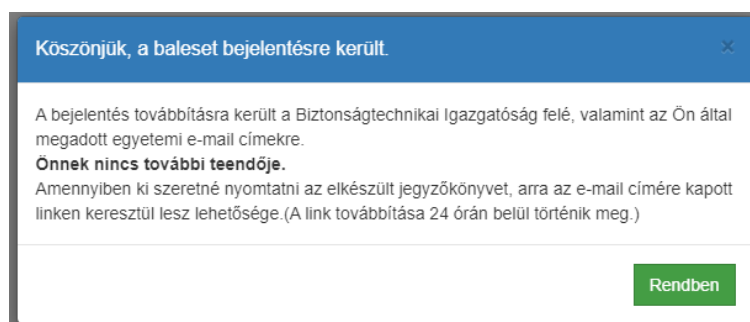 Köszönjük, a baleset bejelentésre került.
×
A bejelentés továbbításra került a Biztonságtechnikai Igazgatóság felé, valamint az Ön által
megadott egyetemi e-mail címekre.
Önnek nincs további teendője.
Amennyiben ki szeretné nyomtatni az elkészült jegyzőkönyvet, arra az e-mail címére kapott
linken keresztül lesz lehetősége.(A link továbbítása 24 órán belül történik meg.)
Rendben